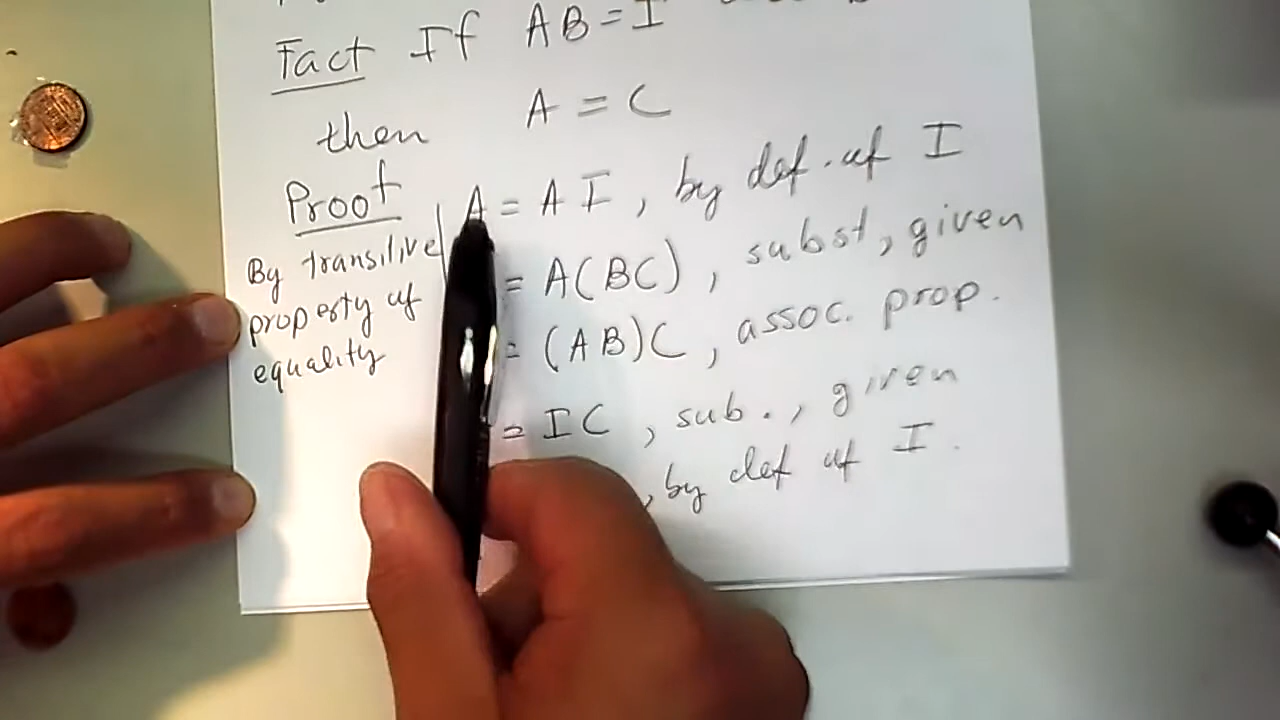 Fact If AB = I
then A = C
Proof A = A I , by def. of I
By transitive = A(BC) , subst, given
property of = (AB)C , assoc. prop.
equality
= IC , sub. , given
, by def of I .